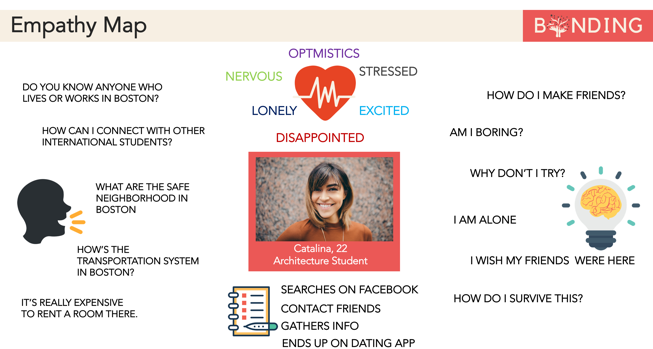 Empathy Map
BONDING
OPTMISTICS
NERVOUS
STRESSED
LONELY
EXCITED
DISAPPOINTED
DO YOU KNOW ANYONE WHO
LIVES OR WORKS IN BOSTON?
HOW CAN I CONNECT WITH OTHER
INTERNATIONAL STUDENTS?
WHAT ARE THE SAFE
NEIGHBORHOOD IN
BOSTON
HOW'S THE
TRANSPORTATION SYSTEM
IN BOSTON?
IT'S REALLY EXPENSIVE
TO RENT A ROOM THERE.
Catalina, 22
Architecture Student
SEARCHES ON FACEBOOK
CONTACT FRIENDS
GATHERS INFO
ENDS UP ON DATING APP
HOW DO I MAKE FRIENDS?
AM I BORING?
WHY DON'T I TRY?
I AM ALONE
I WISH MY FRIENDS WERE HERE
HOW DO I SURVIVE THIS?